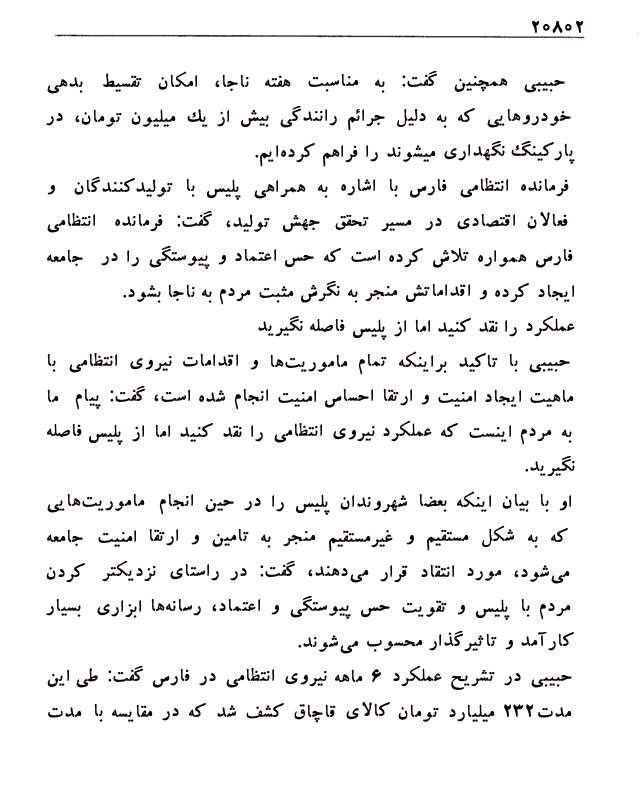 ۲۰۸۰۲
حبیبی همچنین گفت: به مناسبت هفته ناجا، امکان تقسیط بدهی
خودروهایی که به دلیل جرائم رانندگی بیش از یك میلیون تومان، در
پارکینگ نگهداری میشوند را فراهم کرده‌ایم.
فرمانده انتظامی فارس با اشاره به همراهی پلیس با تولیدکنندگان و
فعالان اقتصادی در مسیر تحقق جهش تولید، گفت: فرمانده انتظامی
فارس همواره تلاش کرده است که حس اعتماد و پیوستگی را در جامعه
ایجاد کرده و اقداماتش منجر به نگرش مثبت مردم به ناجا بشود.
عملکرد را نقد کنید اما از پلیس فاصله نگیرید
حبیبی با تاکید براینکه تمام ماموریت‌ها و اقدامات نیروی انتظامی با
ماهیت ایجاد امنیت و ارتقا احساس امنیت انجام شده است، گفت: پیام ما
به مردم اینست که عملکرد نیروی انتظامی را نقد کنید اما از پلیس فاصله
نگیرید.
او با بیان اینکه بعضا شهروندان پلیس را در حین انجام ماموریت‌هایی
که به شکل مستقیم و غیرمستقیم منجر به تامین و ارتقا امنیت جامعه
می‌شود، مورد انتقاد قرار می‌دهند، گفت: در راستای نزدیکتر کردن
مردم با پلیس و تقویت حس پیوستگی و اعتماد، رسانه‌ها ابزاری بسیار
کارآمد و تاثیرگذار محسوب می‌شوند.
حبیبی در تشریح عملکرد ۶ ماهه نیروی انتظامی در فارس گفت: طی این
مدت ۲۳۲ میلیارد تومان کالای قاچاق کشف شد که در مقایسه با مدت